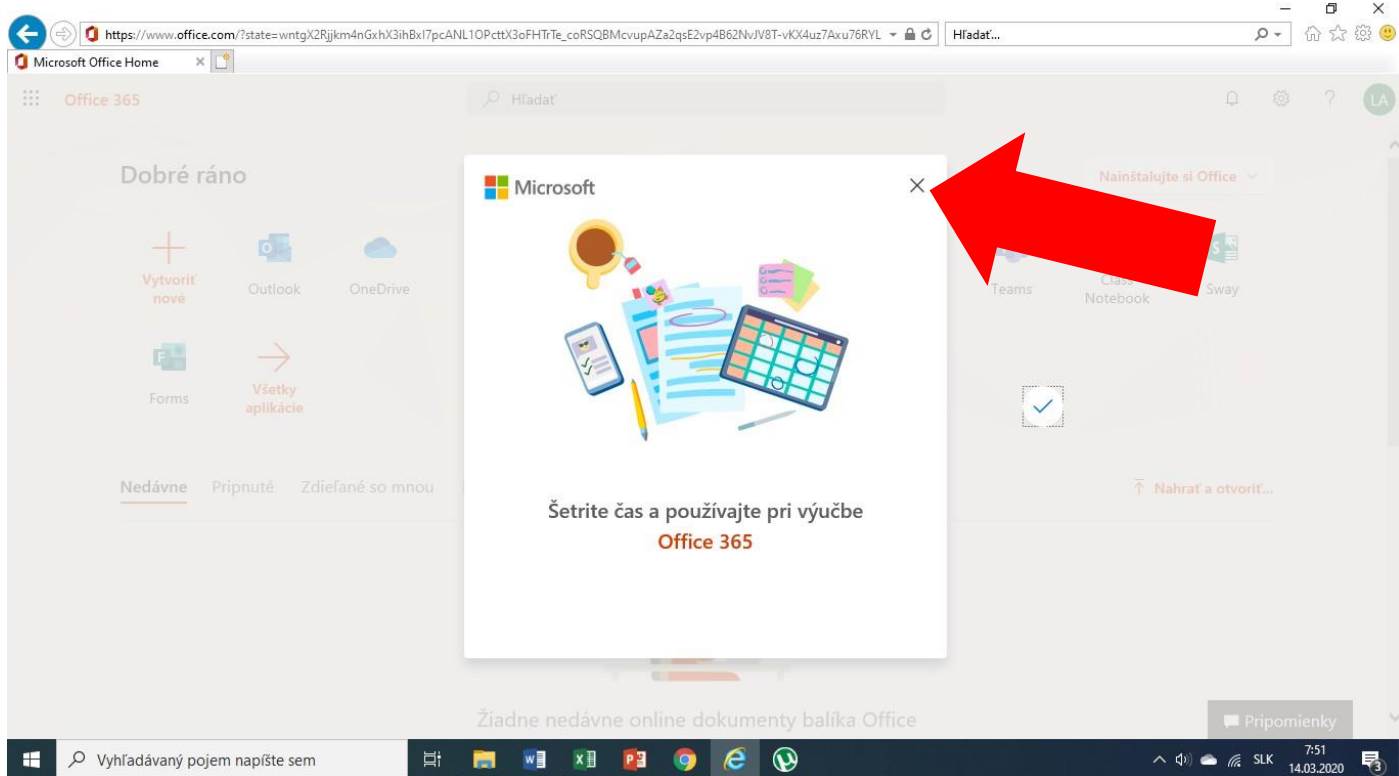 https://www.office.com/?state=wntgX2Rjjkm4nGxhX3ihBxI7pcANL1OPcttX3oFHTrTe_coRSQBMcvupAZa2qsE2vp4B62NvJV8T-vKX4uz7Axu76RYL
Hľadať...
Microsoft Office Home
Office 365
Hľadať
LA
Dobré ráno
Microsoft
Nainštalujte si Office
Vytvoriť
nové
Outlook
OneDrive
Teams
Class
Notebook
Sway
Forms
Všetky
aplikácie
Nedávne Pripnuté Zdieľané so mnou
Nahrať a otvoriť...
Šetrite čas a používajte pri výučbe
Office 365
Žiadne nedávne online dokumenty balíka Office
Pripomienky
Vyhľadávaný pojem napíšte sem
SLK
7:51
14.03.2020
3